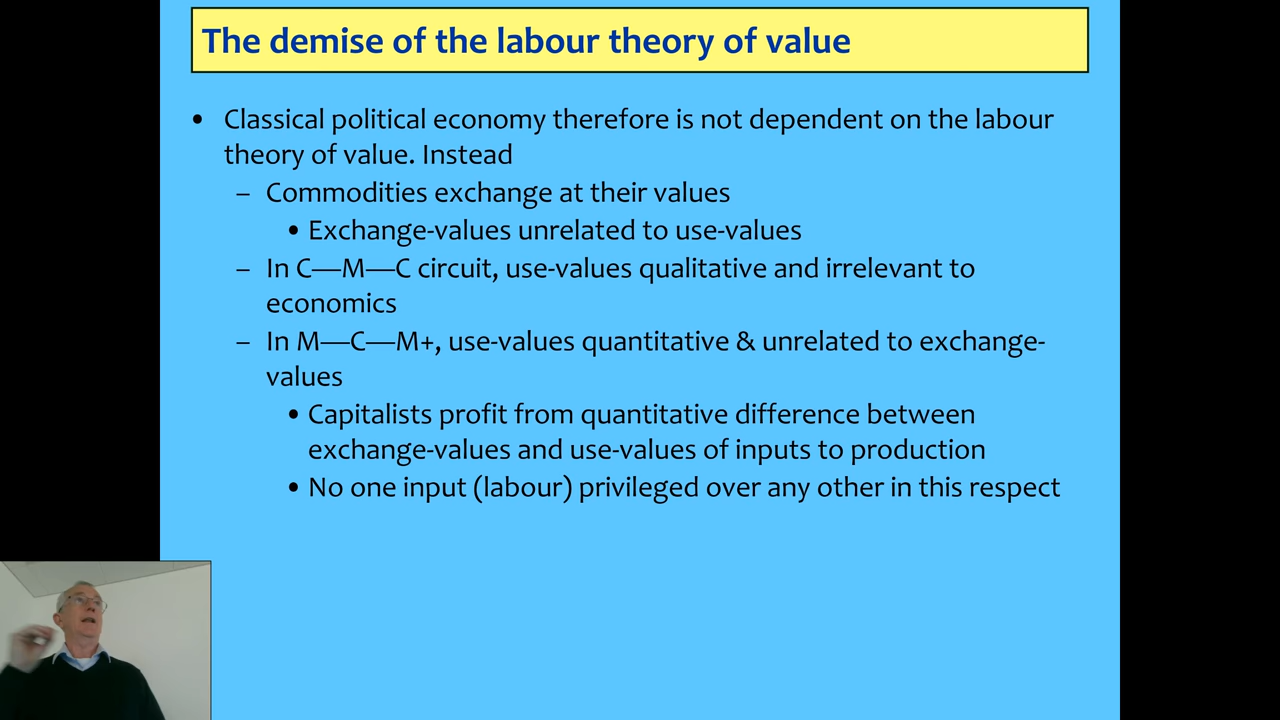 The demise of the labour theory of value
• Classical political economy therefore is not dependent on the labour
theory of value. Instead
– Commodities exchange at their values
• Exchange-values unrelated to use-values
– In C—M—C circuit, use-values qualitative and irrelevant to
economics
– In M—C—M+, use-values quantitative & unrelated to exchange-
values
• Capitalists profit from quantitative difference between
exchange-values and use-values of inputs to production
• No one input (labour) privileged over any other in this respect